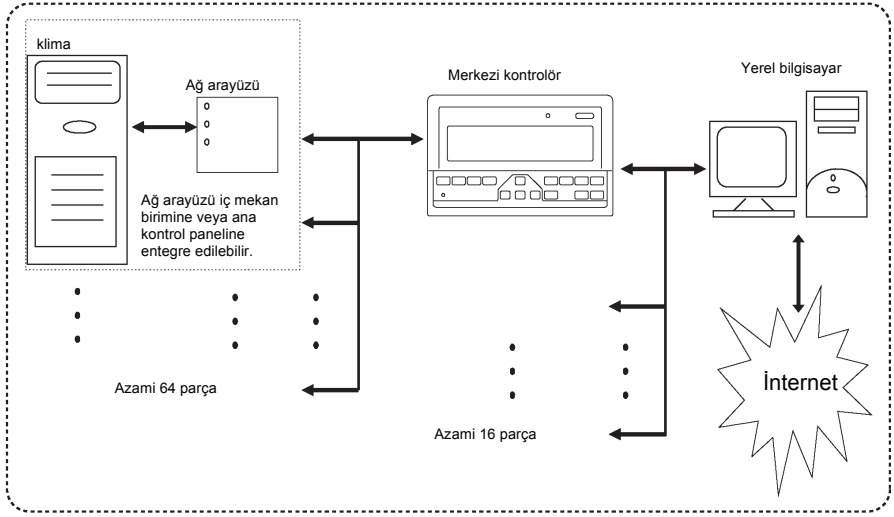 klima
Ağ arayüzü
Ağ arayüzü iç mekan
birimine veya ana
kontrol paneline
entegre edilebilir.
Azami 64 parça
Merkezi kontrolör
Azami 16 parça
Yerel bilgisayar
İnternet